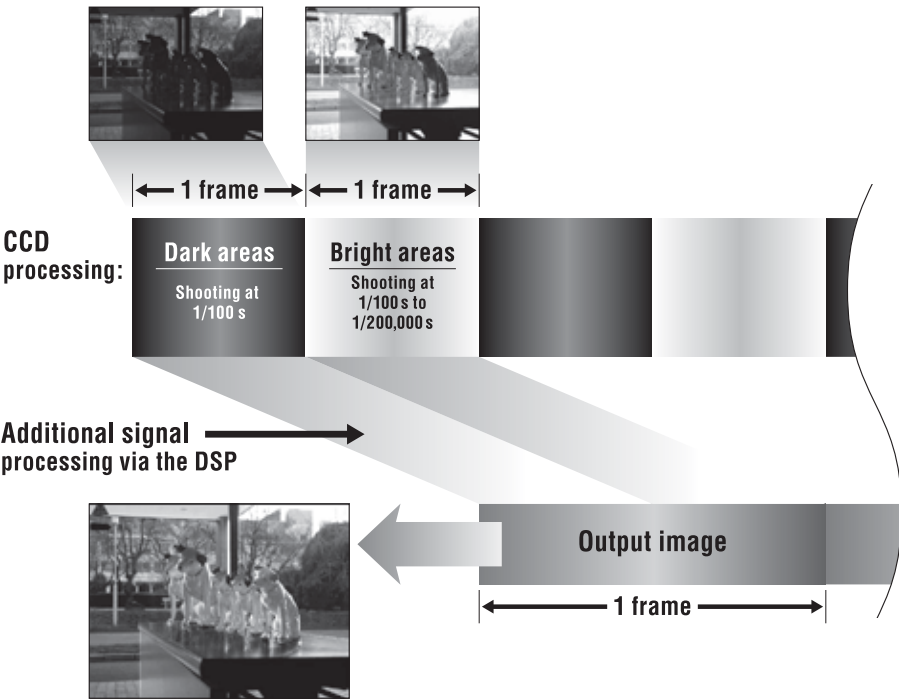 1 frame
1 frame
CCD
processing:
Dark areas
Shooting at
1/100 s
Bright areas
Shooting at
1/100 s to
1/200,000 s
Additional signal
processing via the DSP
Output image
1 frame